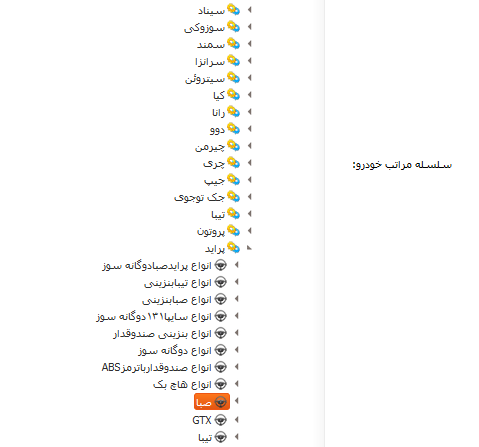 سیناد
سوزوکی
سمند
سرانزا
سیتروئن
کیا
رانا
دوو
چیرمن
چری
سلسله مراتب خودرو:
جیپ
جک توجوی
تیبا
پروتون
پراید
انواع پرایدصبادوگانه سوز
انواع تیبابنزینی
انواع صبابنزینی
انواع سایپا۱۳۱دوگانه سوز
انواع بنزینی صندوقدار
انواع دوگانه سوز
انواع صندوقدارباترمزABS
انواع هاچ بک
صبا
GTX
تیبا